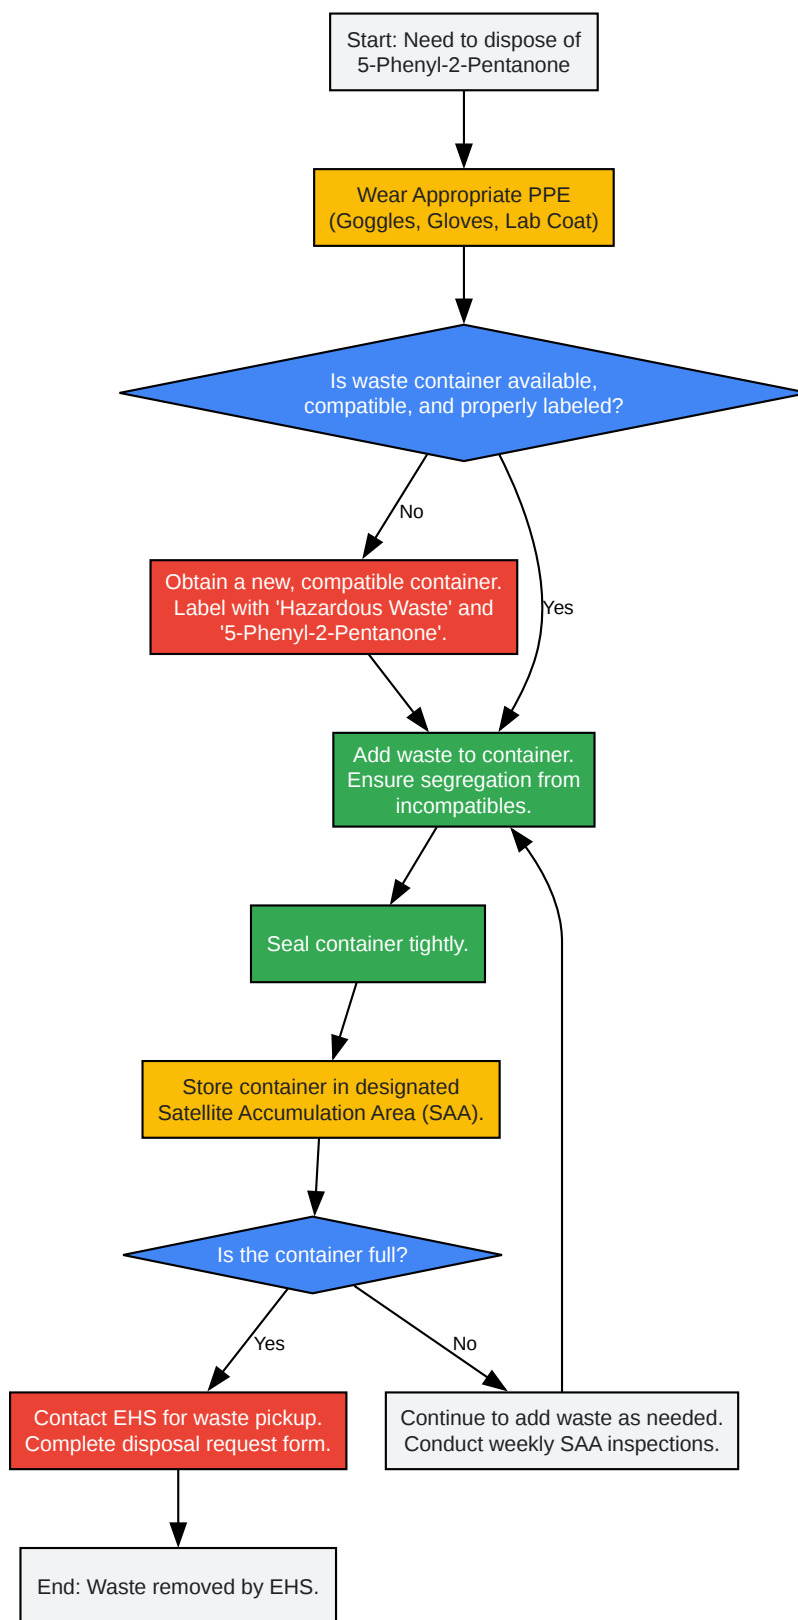 Start: Need to dispose of
5-Phenyl-2-Pentanone
Wear Appropriate PPE
(Goggles, Gloves, Lab Coat)
Is waste container available,
compatible, and properly labeled?
No
Yes
Obtain a new, compatible container.
Label with 'Hazardous Waste' and
'5-Phenyl-2-Pentanone'.
Add waste to container.
Ensure segregation from
incompatibles.
Seal container tightly.
Store container in designated
Satellite Accumulation Area (SAA).
Is the container full?
Yes
No
Contact EHS for waste pickup.
Complete disposal request form.
Continue to add waste as needed.
Conduct weekly SAA inspections.
End: Waste removed by EHS.